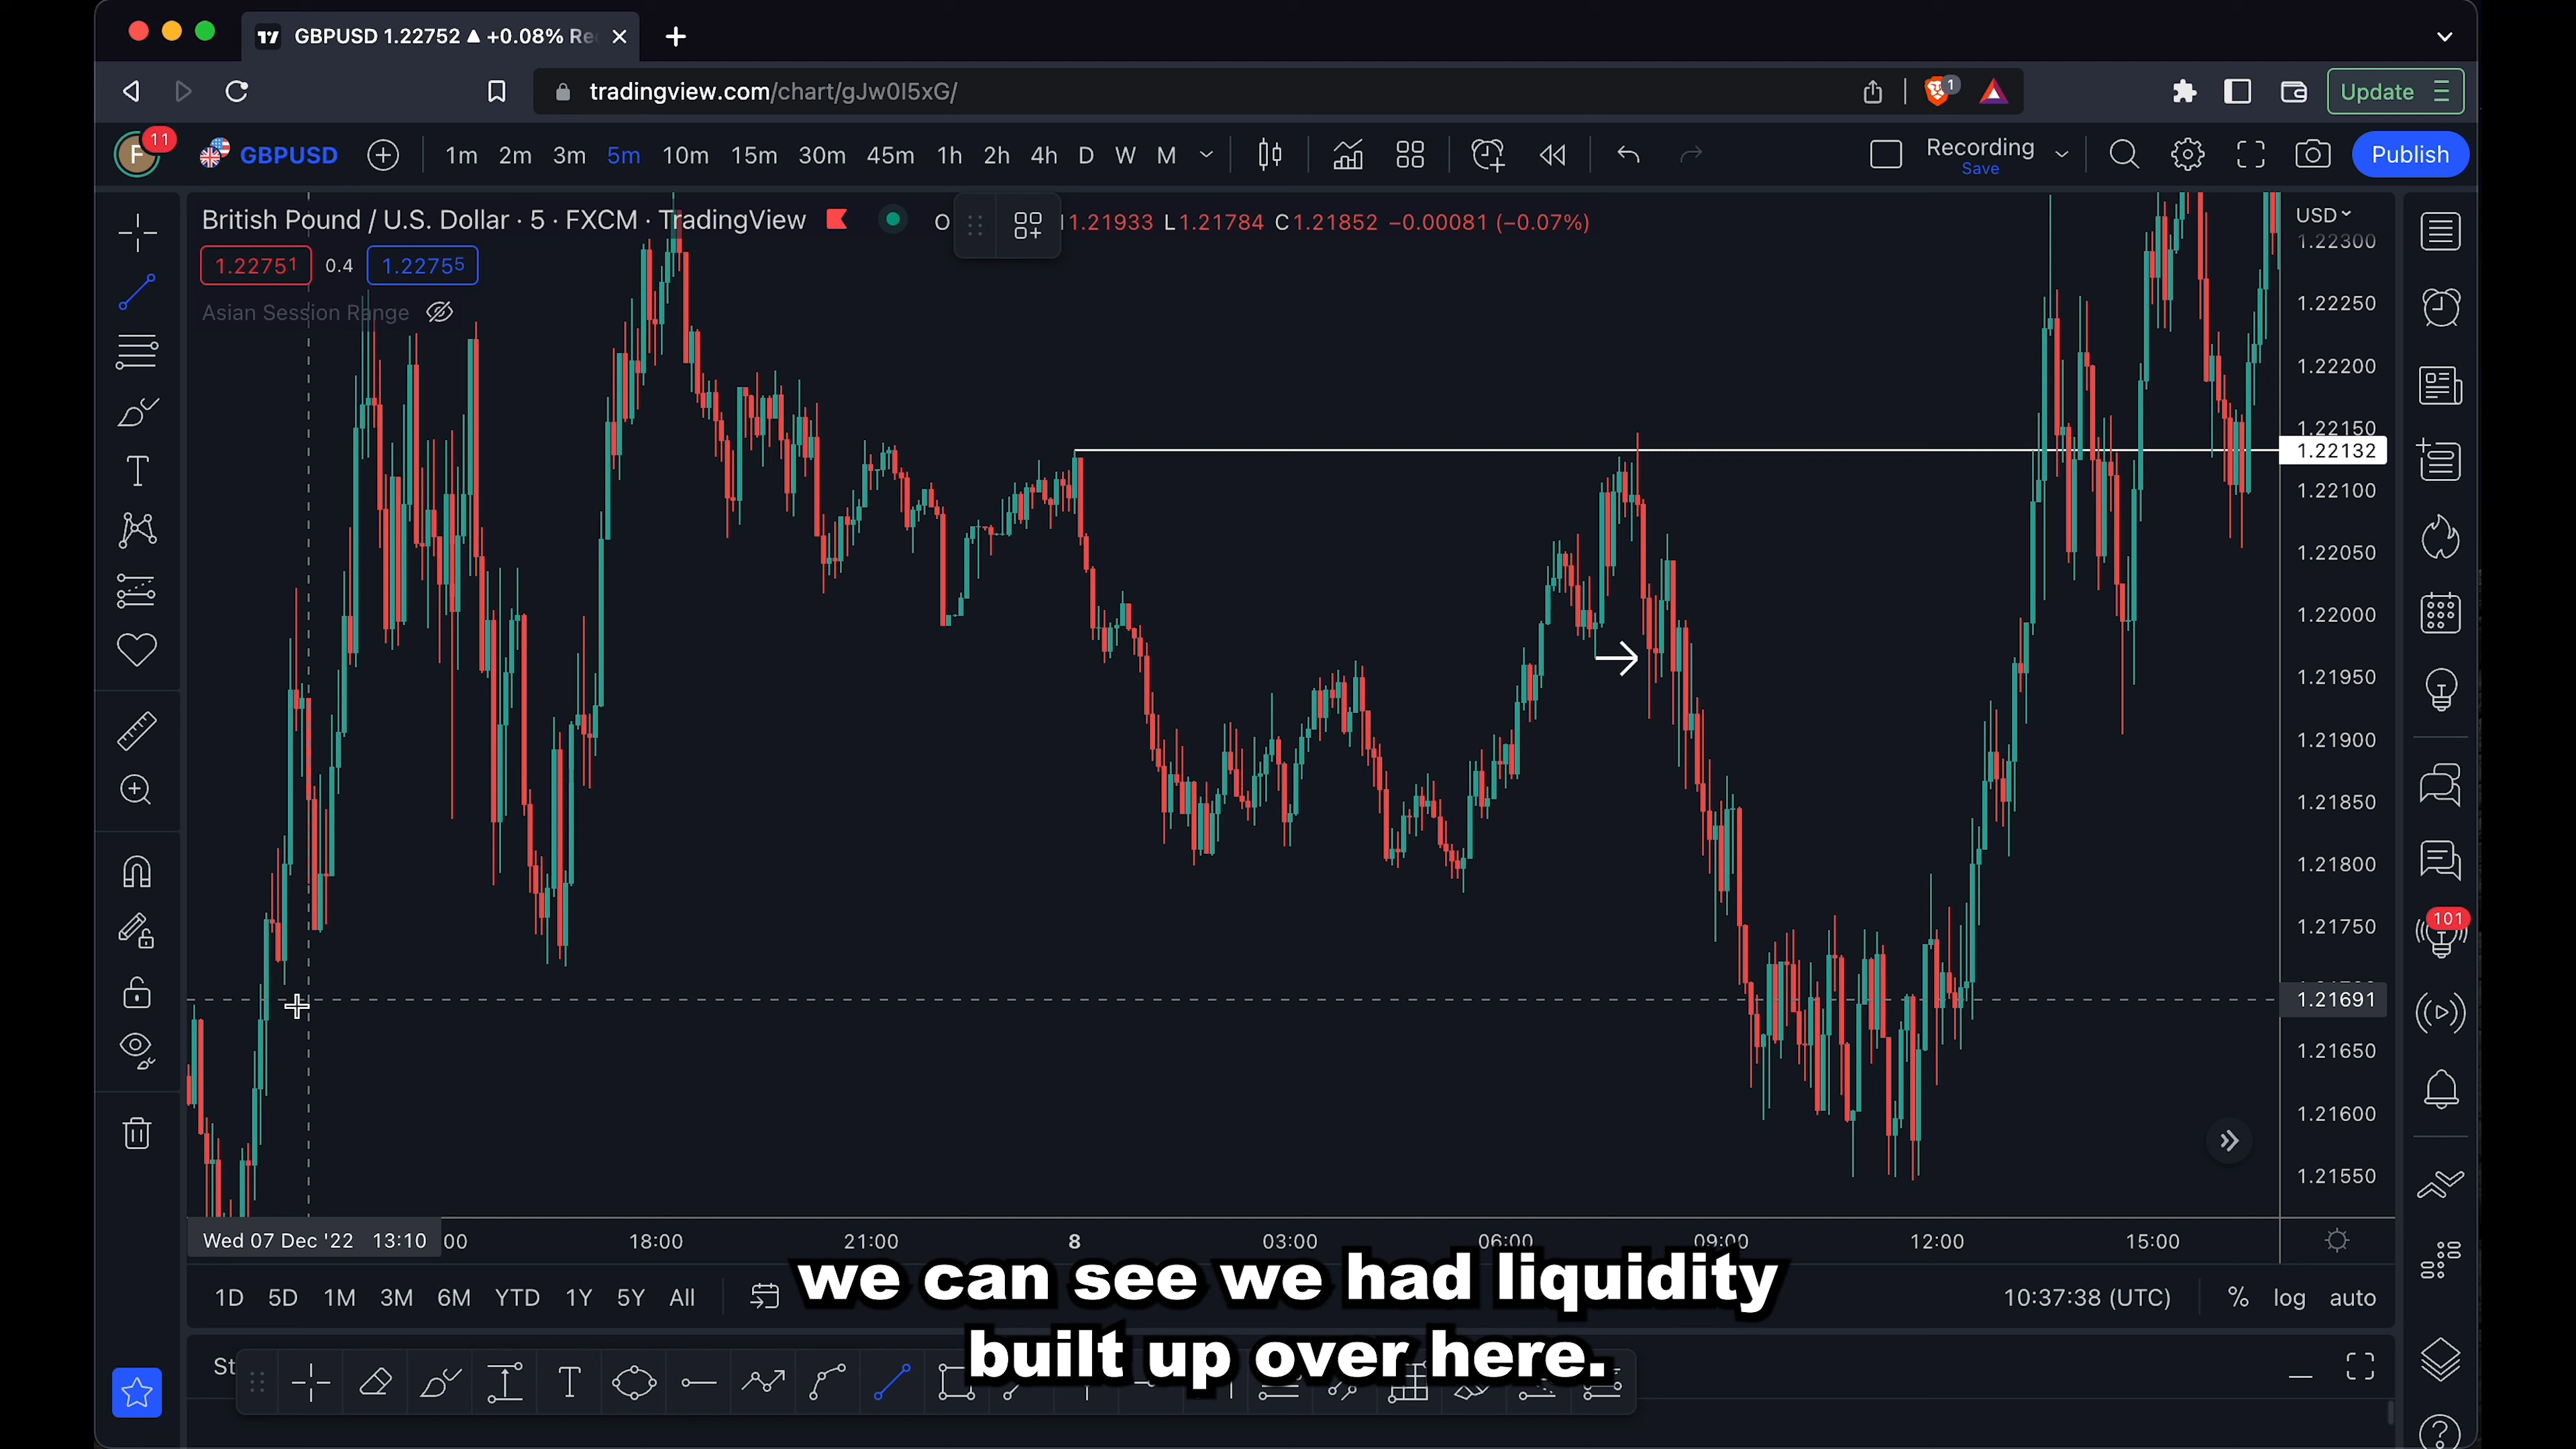 GBPUSD 1.22752 ▲ +0.08% Re
tradingview.com/chart/gJw0I5xG/
1
Update
11
F
GBPUSD
1m 2m 3m 5m 10m 15m 30m 45m 1h 2h 4h D W M
Recording
Save
Publish
British Pound / U.S. Dollar · 5 · FXCM · TradingView
O 1.21933 L1.21784 C1.21852 −0.00081 (−0.07%)
USD
1.22751 0.4 1.22755
Asian Session Range
1.22300
1.22250
1.22200
1.22150
1.22132
1.22100
1.22050
1.22000
1.21950
1.21900
1.21850
1.21800
1.21750
101
1.21691
1.21650
1.21600
1.21550
Wed 07 Dec '22 13:10 00 18:00 21:00 8 03:00 06:00 09:00 12:00 15:00
1D 5D 1M 3M 6M YTD 1Y 5Y All
10:37:38 (UTC) % log auto
we can see we had liquidity
built up over here.
St